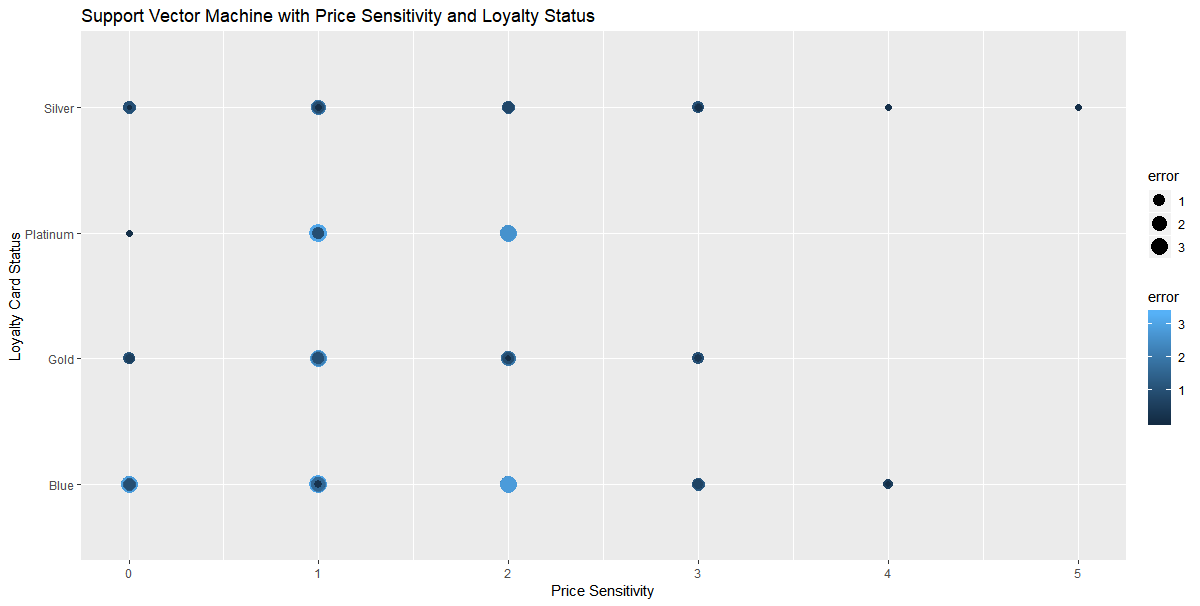 Support Vector Machine with Price Sensitivity and Loyalty Status
Loyalty Card Status
Silver
Platinum
Gold
Blue
0 1 2 3 4 5
Price Sensitivity
error
1
2
3
error
3
2
1